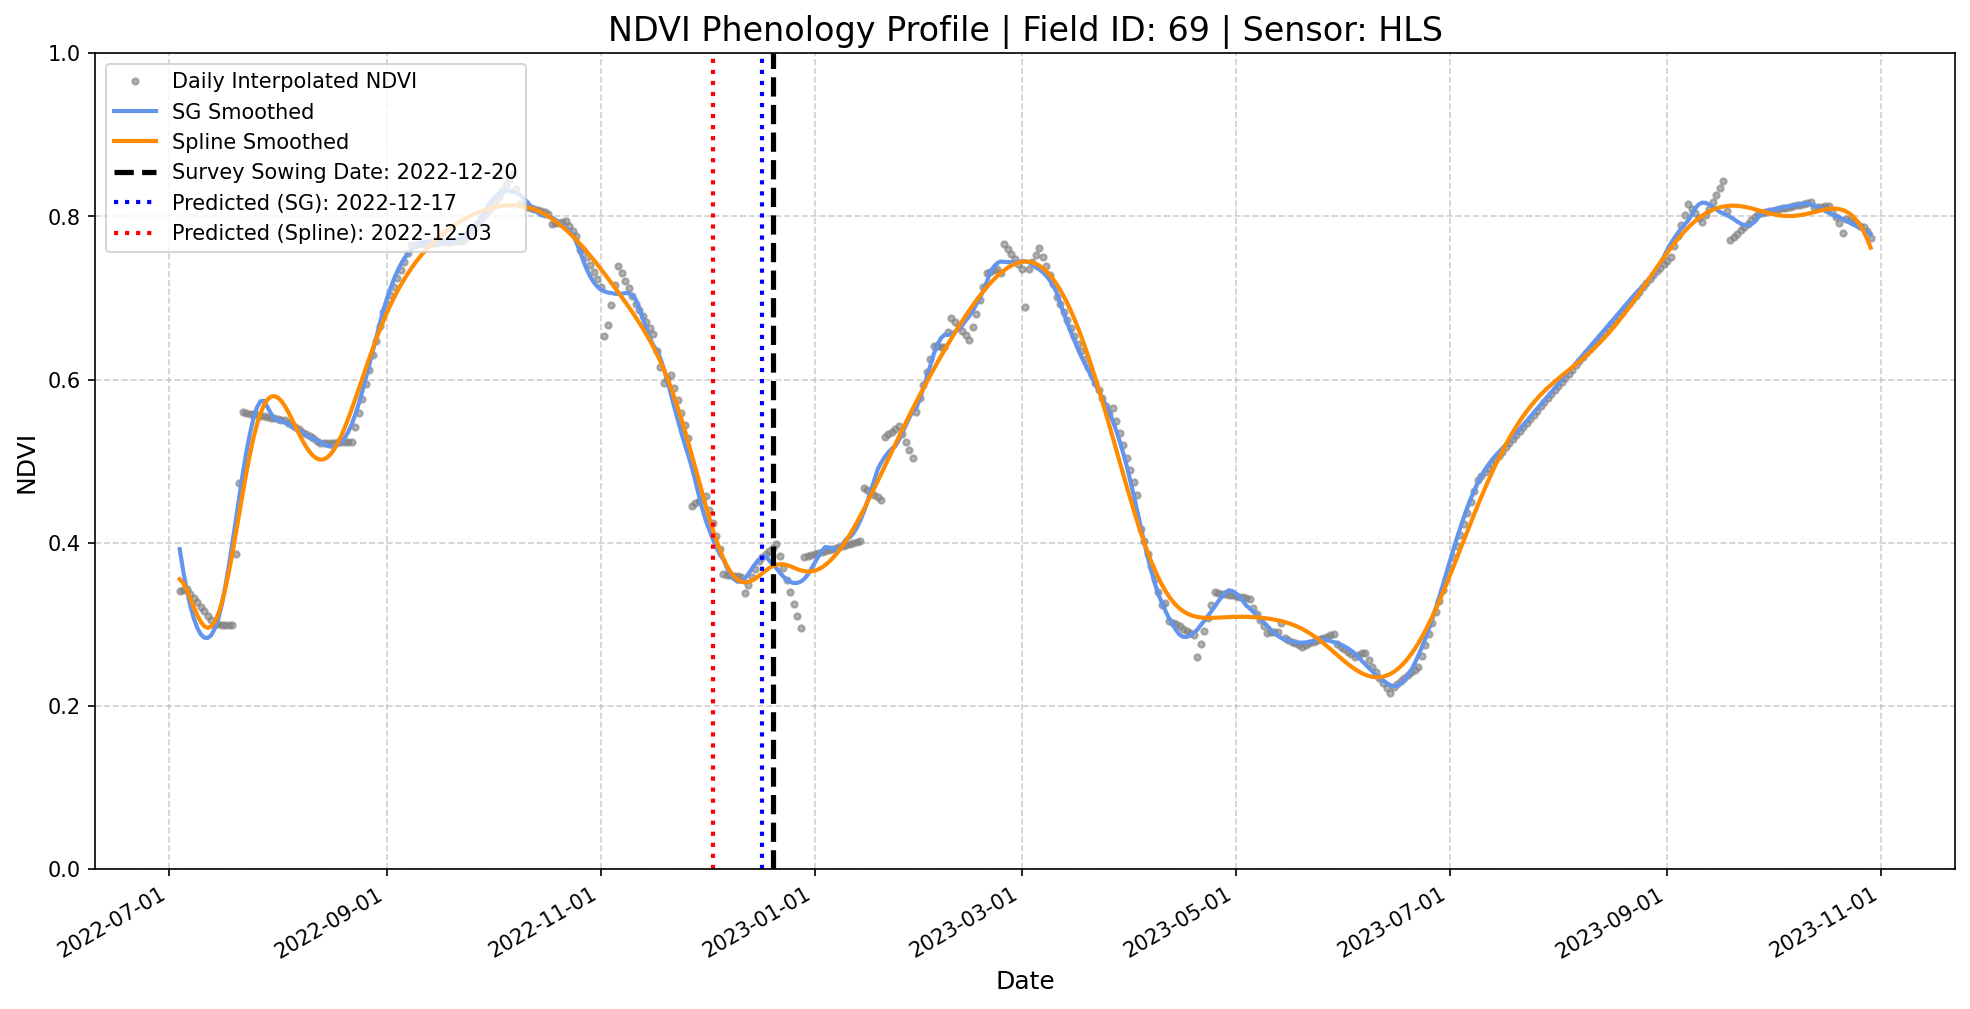 NDVI Phenology Profile | Field ID: 69 | Sensor: HLS
1.0
0.8
0.6
0.4
0.2
0.0
NDVI
Daily Interpolated NDVI
SG Smoothed
Spline Smoothed
Survey Sowing Date: 2022-12-20
Predicted (SG): 2022-12-17
Predicted (Spline): 2022-12-03
2022-07-01
2022-09-01
2022-11-01
2023-01-01
2023-03-01
2023-05-01
2023-07-01
2023-09-01
2023-11-01
Date